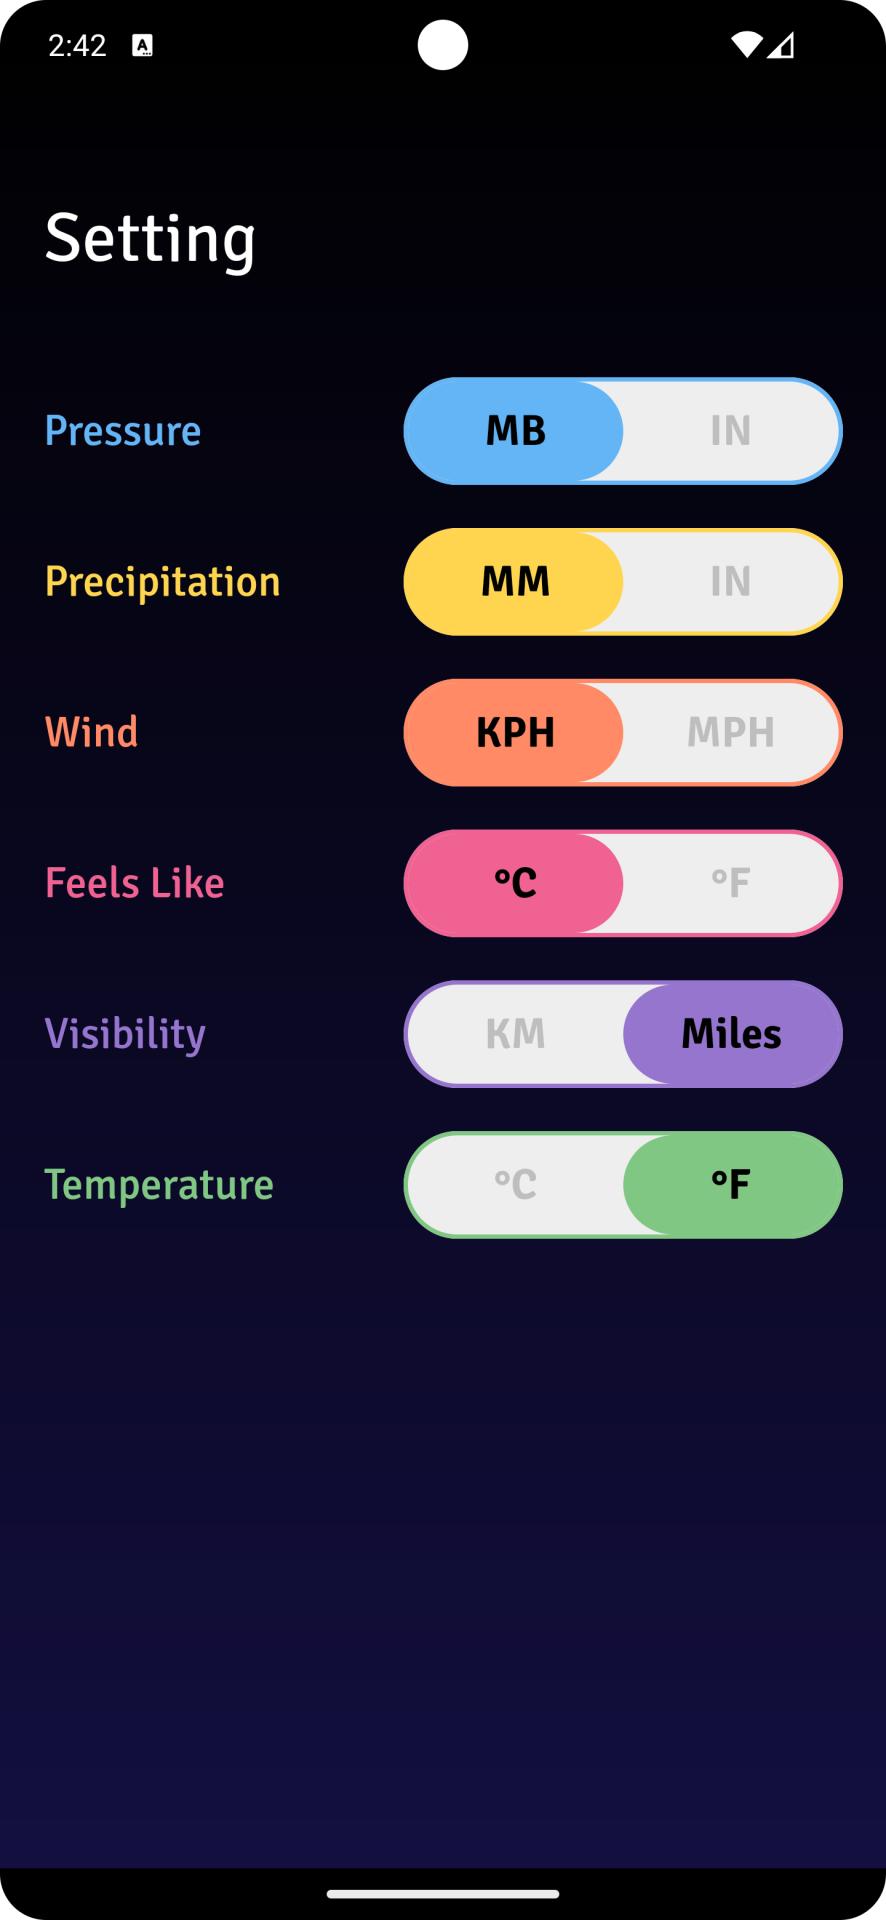 2:42 A
Setting
Pressure MB IN
Precipitation MM IN
Wind KPH MPH
Feels Like °C °F
Visibility KM Miles
Temperature °C °F